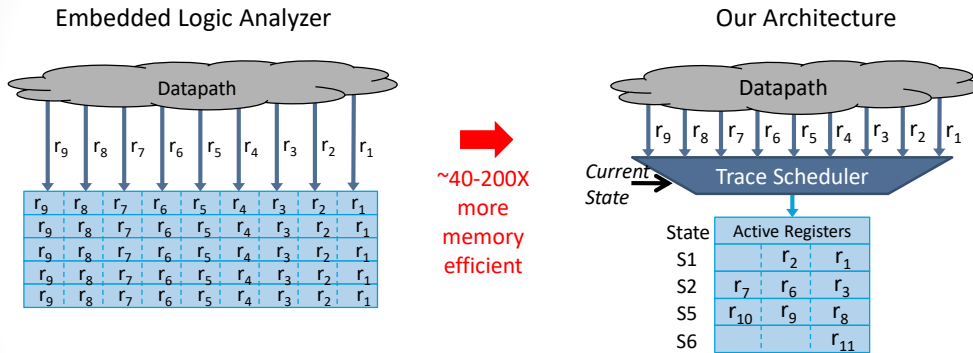 Embedded Logic Analyzer
Datapath
r9 r8 r7 r6 r5 r4 r3 r2 r1
r9 r8 r7 r6 r5 r4 r3 r2 r1
r9 r8 r7 r6 r5 r4 r3 r2 r1
r9 r8 r7 r6 r5 r4 r3 r2 r1
r9 r8 r7 r6 r5 r4 r3 r2 r1
r9 r8 r7 r6 r5 r4 r3 r2 r1
~40-200X
more
memory
efficient
Our Architecture
Datapath
r9 r8 r7 r6 r5 r4 r3 r2 r1
Current
State
Trace Scheduler
State Active Registers
S1 r2 r1
S2 r7 r6 r3
S5 r10 r9 r8
S6 r11